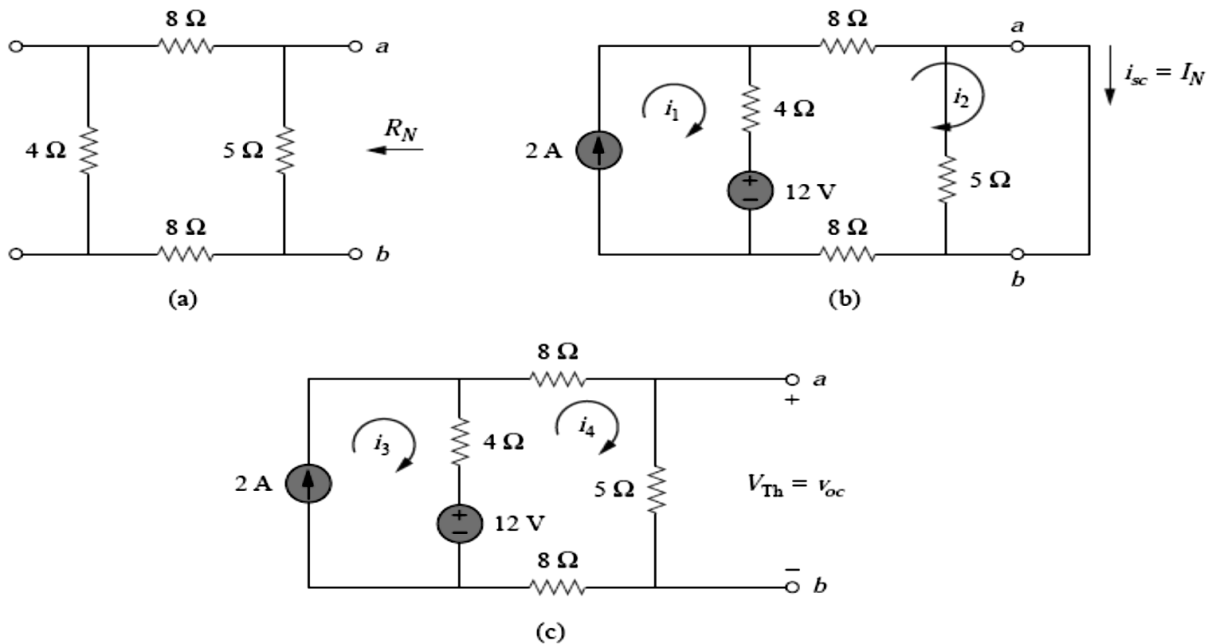 8 Ω
a
4 Ω
5 Ω
R_N
8 Ω
b
(a)
8 Ω
a
i_sc = I_N
i_1
4 Ω
i_2
2 A
12 V
5 Ω
8 Ω
b
(b)
8 Ω
a
+
i_3
4 Ω
i_4
2 A
5 Ω
V_Th = v_oc
+
−
12 V
8 Ω
−
b
(c)